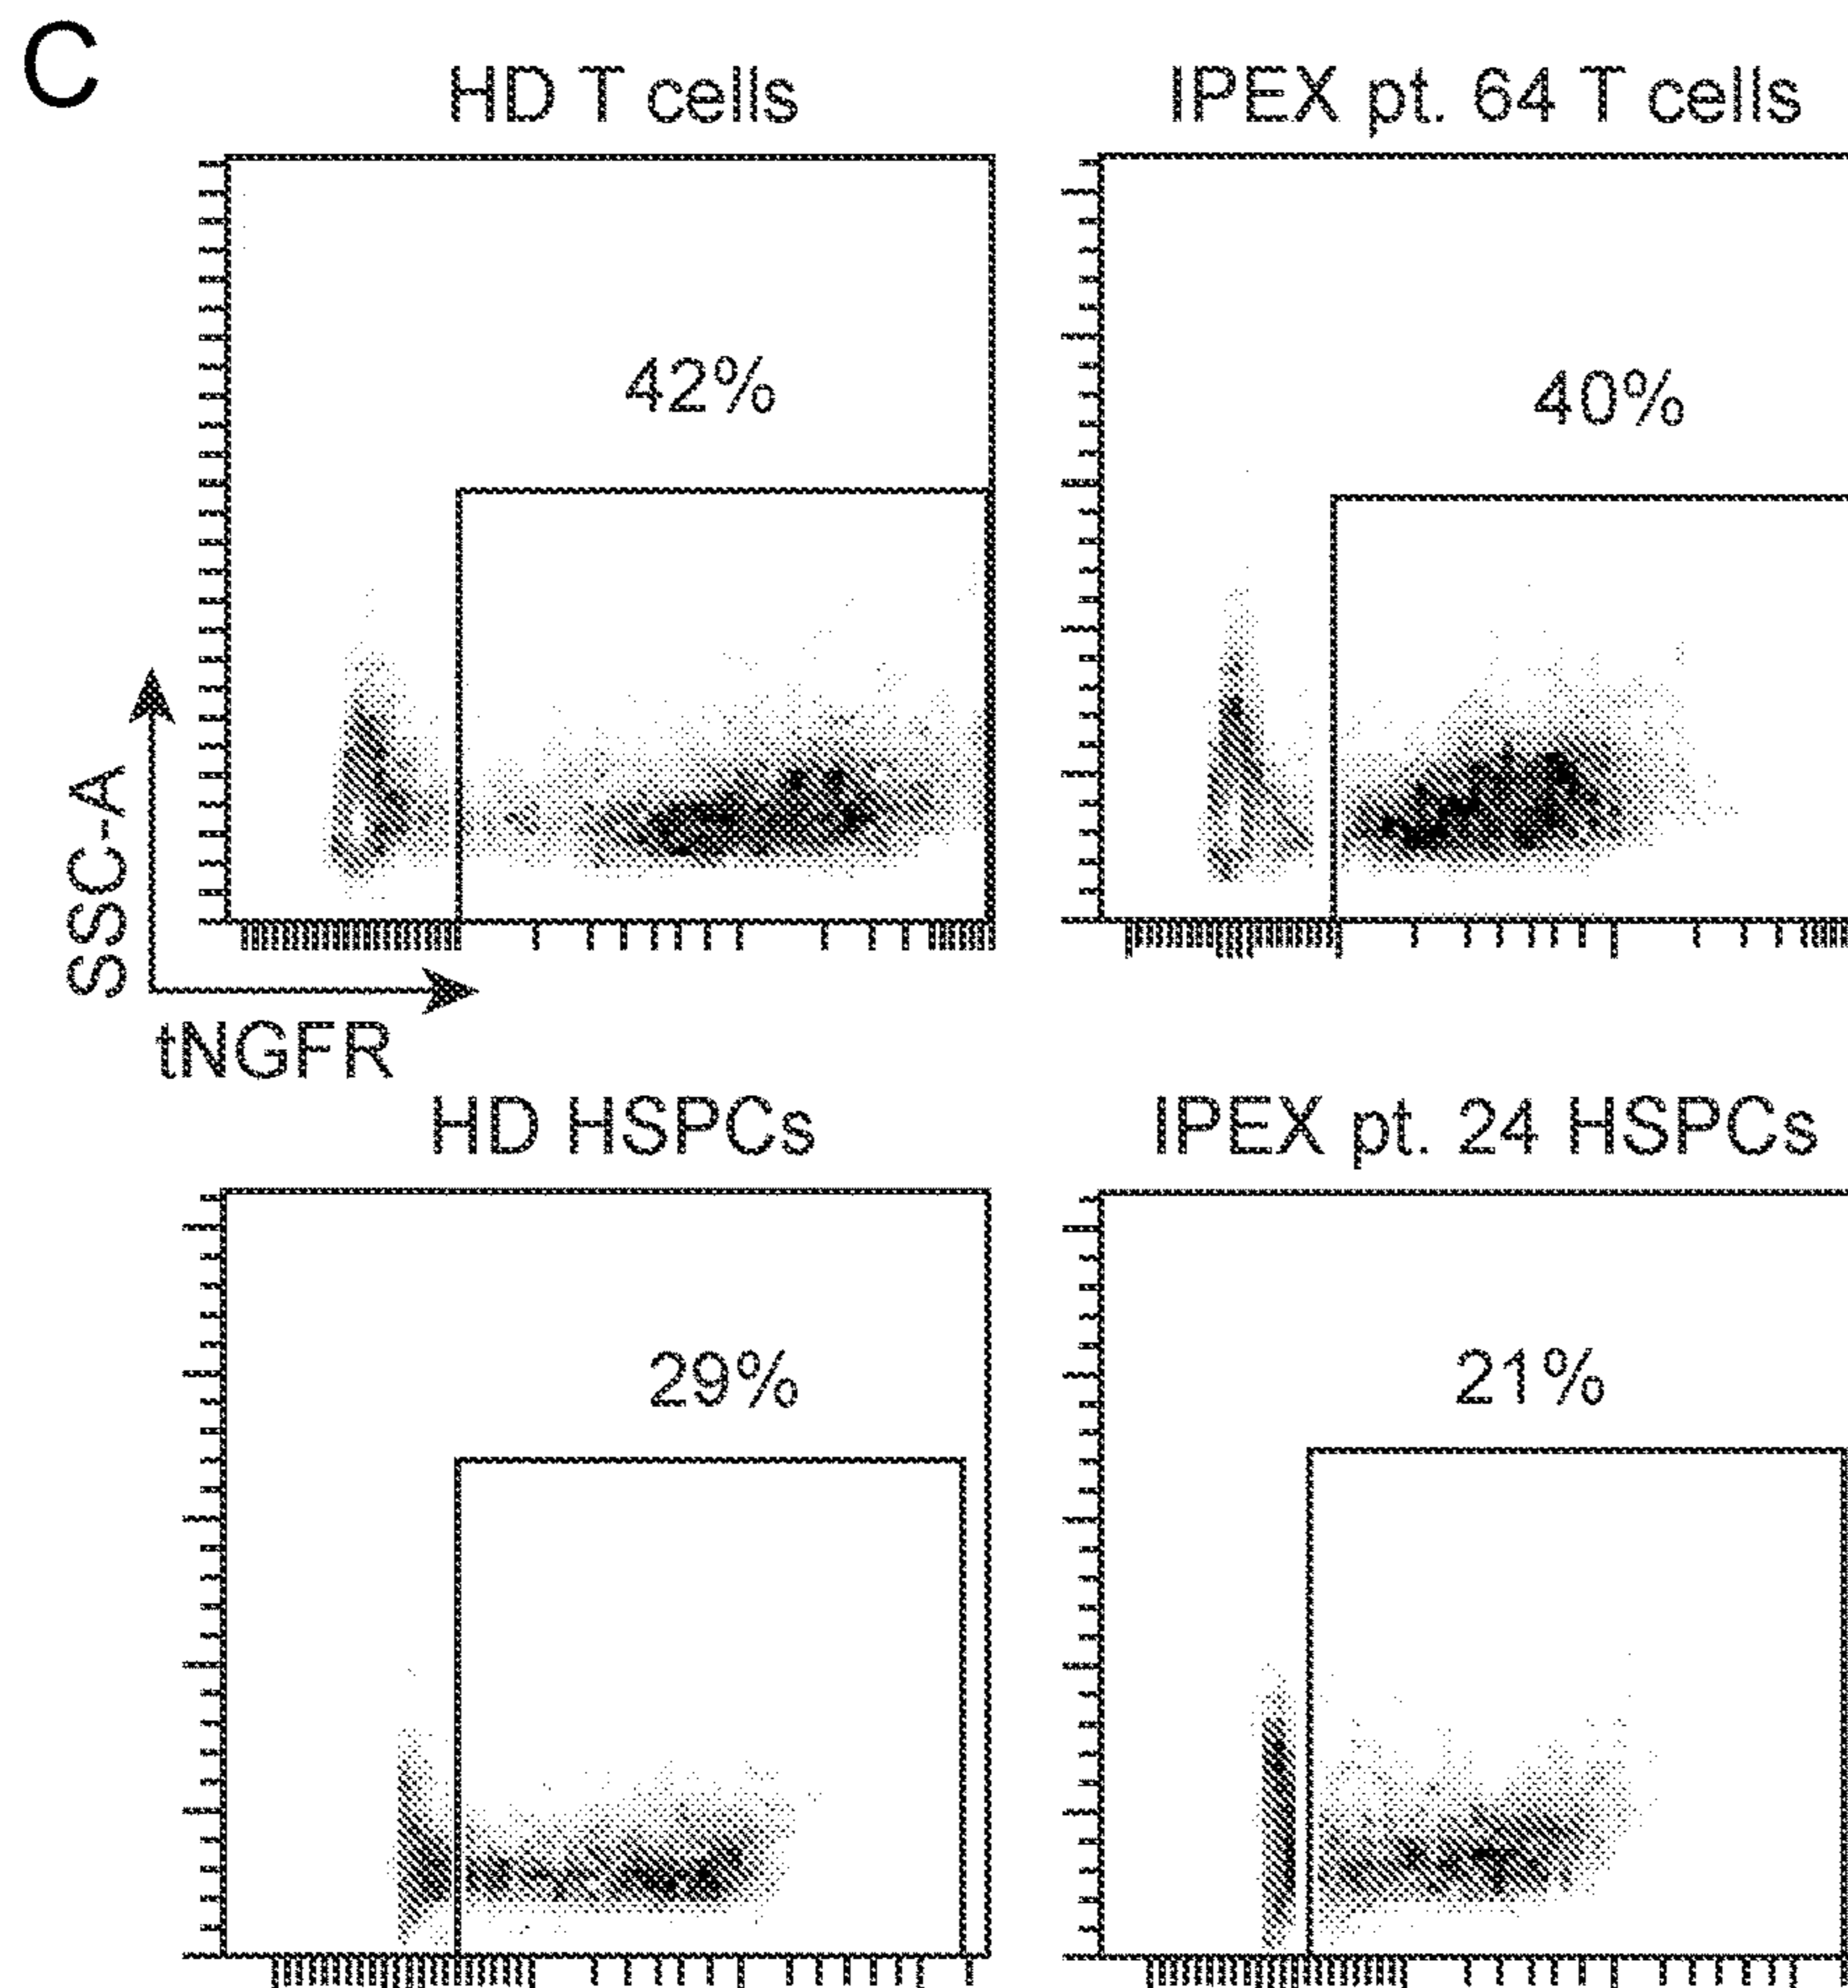 C
HD T cells
IPEX pt. 64 T cells
42%
40%
SSC-A
tNGFR
HD HSPCs
IPEX pt. 24 HSPCs
29%
21%